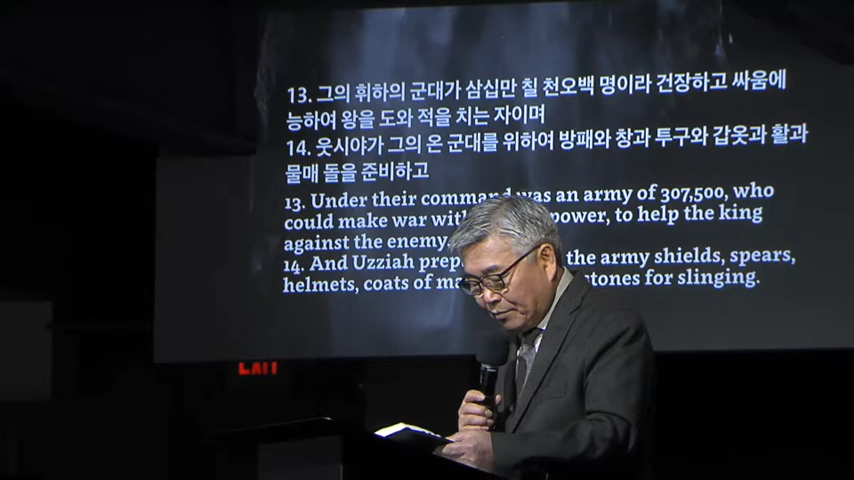 13. 그의 휘하의 군대가 삼십만 칠 천오백 명이라 건장하고 싸움에
능하여 왕을 도와 적을 치는 자이며
14. 웃시야가 그의 온 군대를 위하여 방패와 창과 투구와 갑옷과 활과
물매 돌을 준비하고
13. Under their command was an army of 307,500, who
could make war with power, to help the king
against the enemy.
14. And Uzziah the army shields, spears,
helmets, coats of for slinging.
EXIT